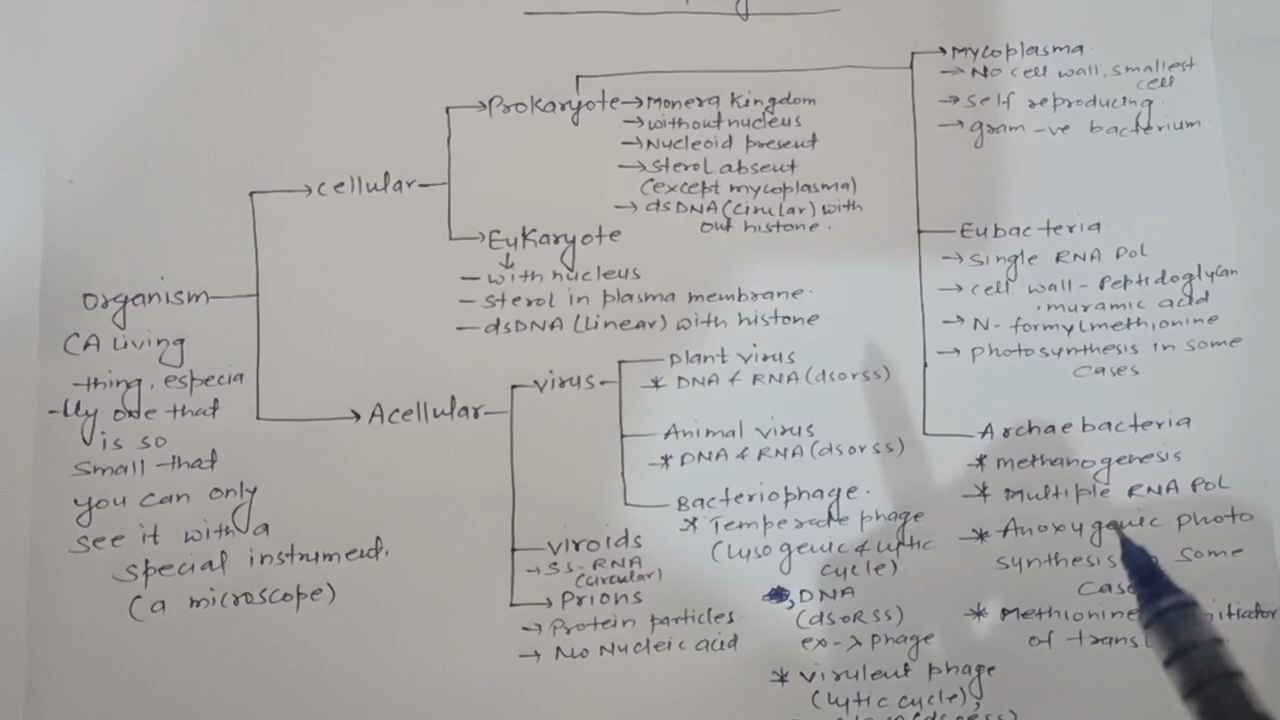 Mycoplasma
→ No cell wall, smallest
cell
→ self reproducing
→ gram -ve bacterium
Prokaryote → Monera Kingdom
→ without nucleus
→ Nucleoid present
→ sterol absent
(except mycoplasma)
→ dsDNA (cirular) with
out histone.
cellular
Eukaryote
- with nucleus
- sterol in plasma membrane.
- dsDNA (Linear) with histone
Eubacteria
→ single RNA Pol
→ cell wall - Peptidoglycan
muramic acid
→ N-formylmethionine
→ photosynthesis in some
cases
organism
(A Living
thing, especia
-lly one that
is so
small that
you can only
see it with a
special instrument.
(a microscope)
Acellular
virus
plant virus
* DNA & RNA (ds or ss)
Animal virus
* DNA & RNA (ds or ss)
Bacteriophage.
* Temperate phage
(lysogenic & lytic
cycle)
DNA
(ds or ss)
ex- λ phage
* virulent phage
(lytic cycle),
viroids
→ SS-RNA
(circular)
Prions
→ Protein particles
→ No Nucleic acid
Archaebacteria
* methanogenesis
* Multiple RNA Pol
* Anoxygenic photo
synthesis some
* Methionine
of